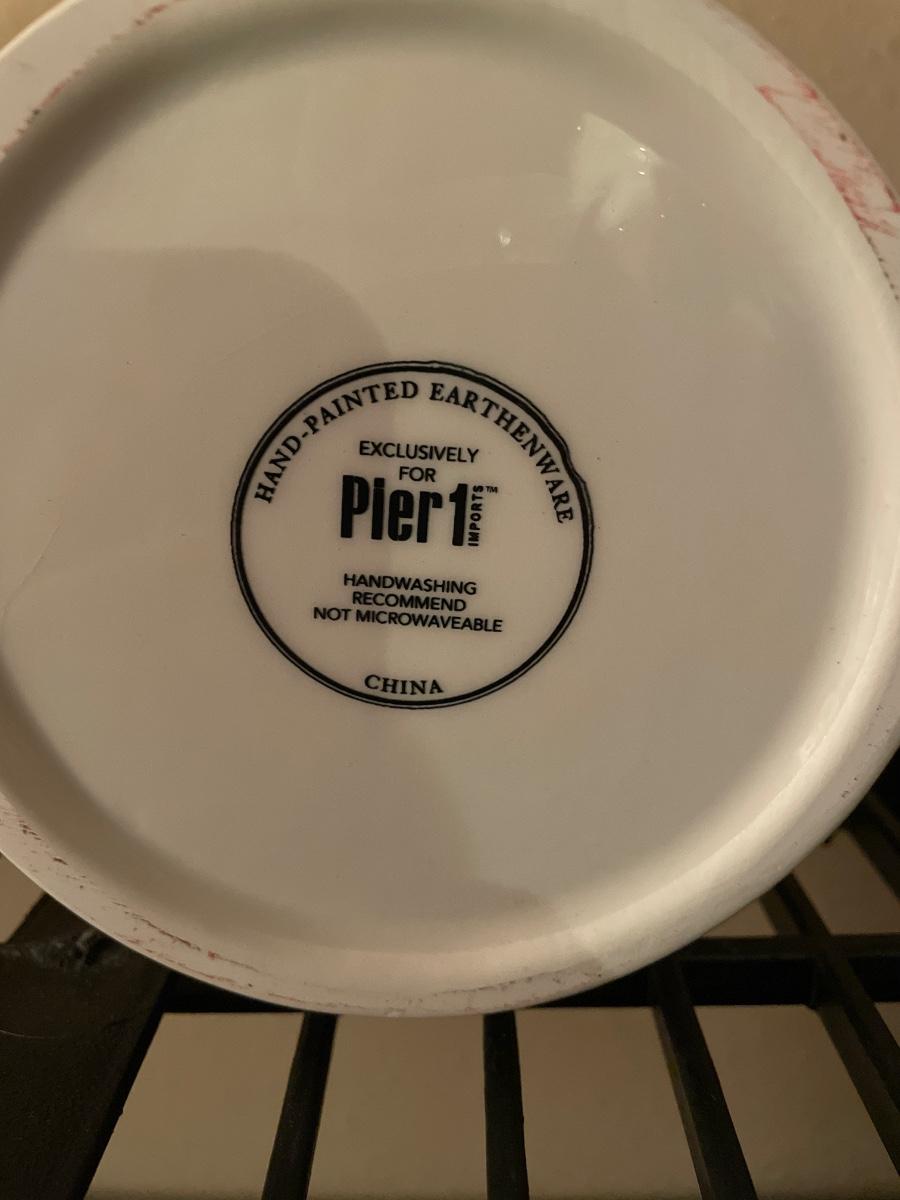 HAND-PAINTED EARTHENWARE
EXCLUSIVELY
FOR
Pier 1 IMPORTS™
HANDWASHING
RECOMMEND
NOT MICROWAVEABLE
CHINA